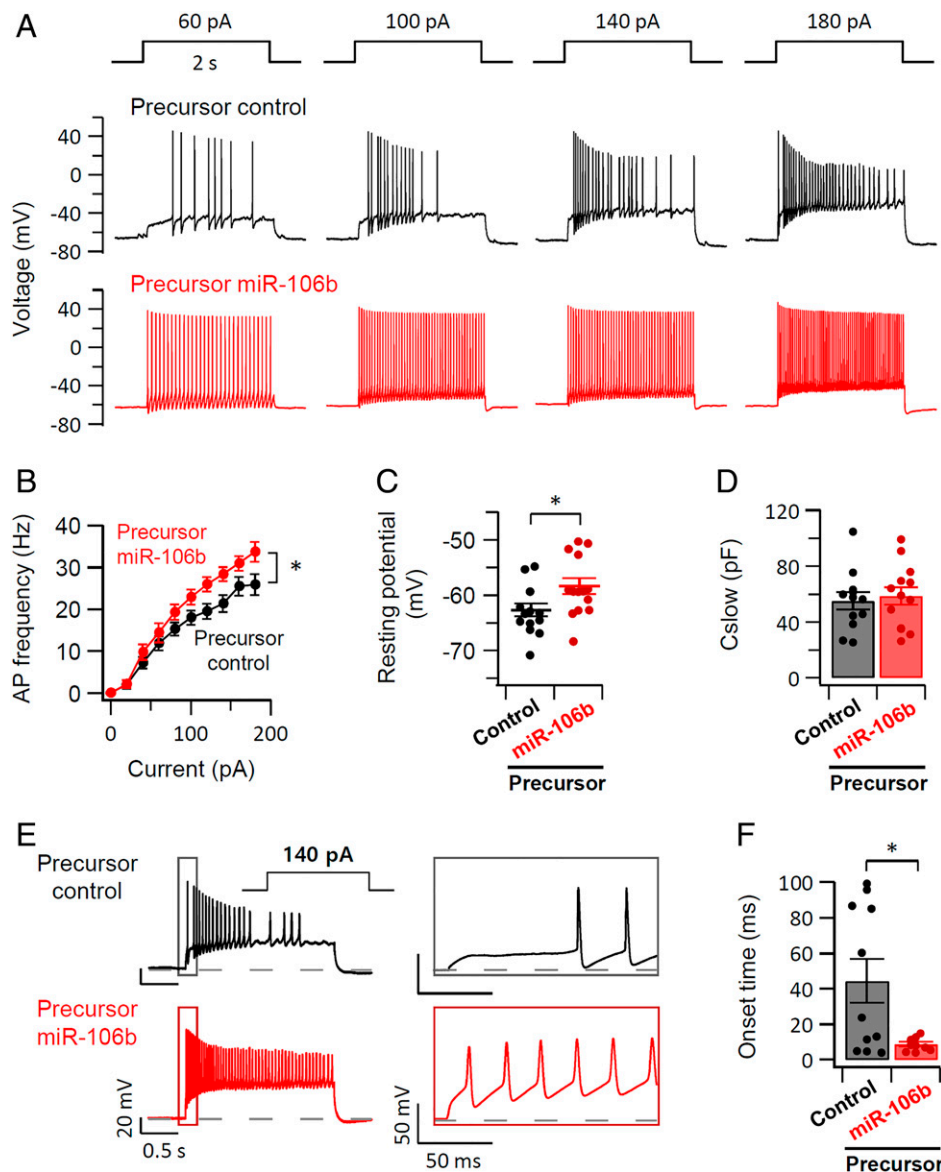 A
60 pA
100 pA
140 pA
180 pA
2 s
Precursor control
40
0
-40
-80
Voltage (mV)
Precursor miR-106b
40
0
-40
-80
B
AP frequency (Hz)
40
30
20
10
0
Precursor
miR-106b
*
Precursor
control
0
100
200
Current (pA)
C
Resting potential
(mV)
-50
-60
-70
*
Control
miR-106b
Precursor
D
Cslow (pF)
120
80
40
0
Control
miR-106b
Precursor
E
Precursor
control
140 pA
Precursor
miR-106b
20 mV
0.5 s
50 mV
50 ms
F
Onset time (ms)
100
80
60
40
20
0
*
Control
miR-106b
Precursor